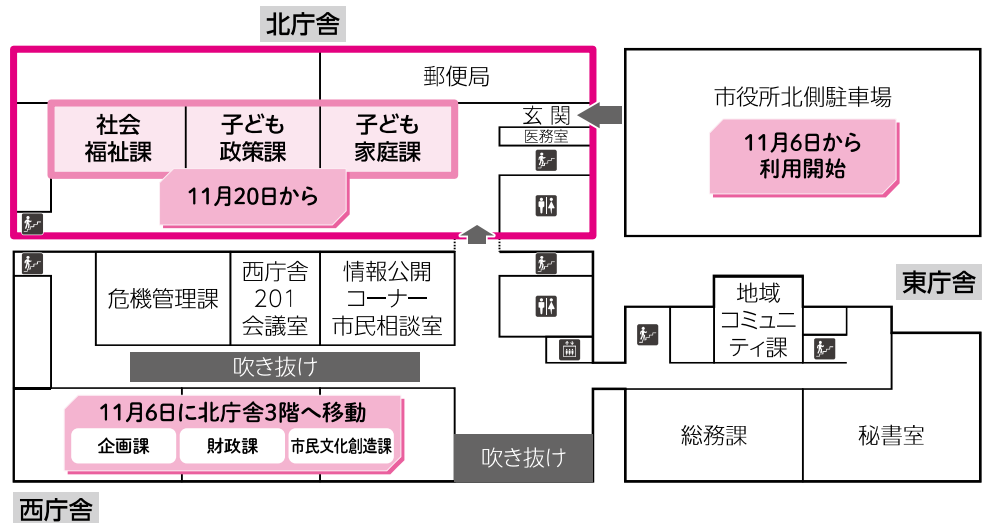 北庁舎
郵便局
市役所北側駐車場
玄関
医務室
社会
福祉課
子ども
政策課
子ども
家庭課
11月6日から
利用開始
11月20日から
東庁舎
危機管理課
西庁舎
201
会議室
情報公開
コーナー
市民相談室
地域
コミュニ
ティ課
吹き抜け
11月6日に北庁舎3階へ移動
企画課
財政課
市民文化創造課
吹き抜け
総務課
秘書室
西庁舎